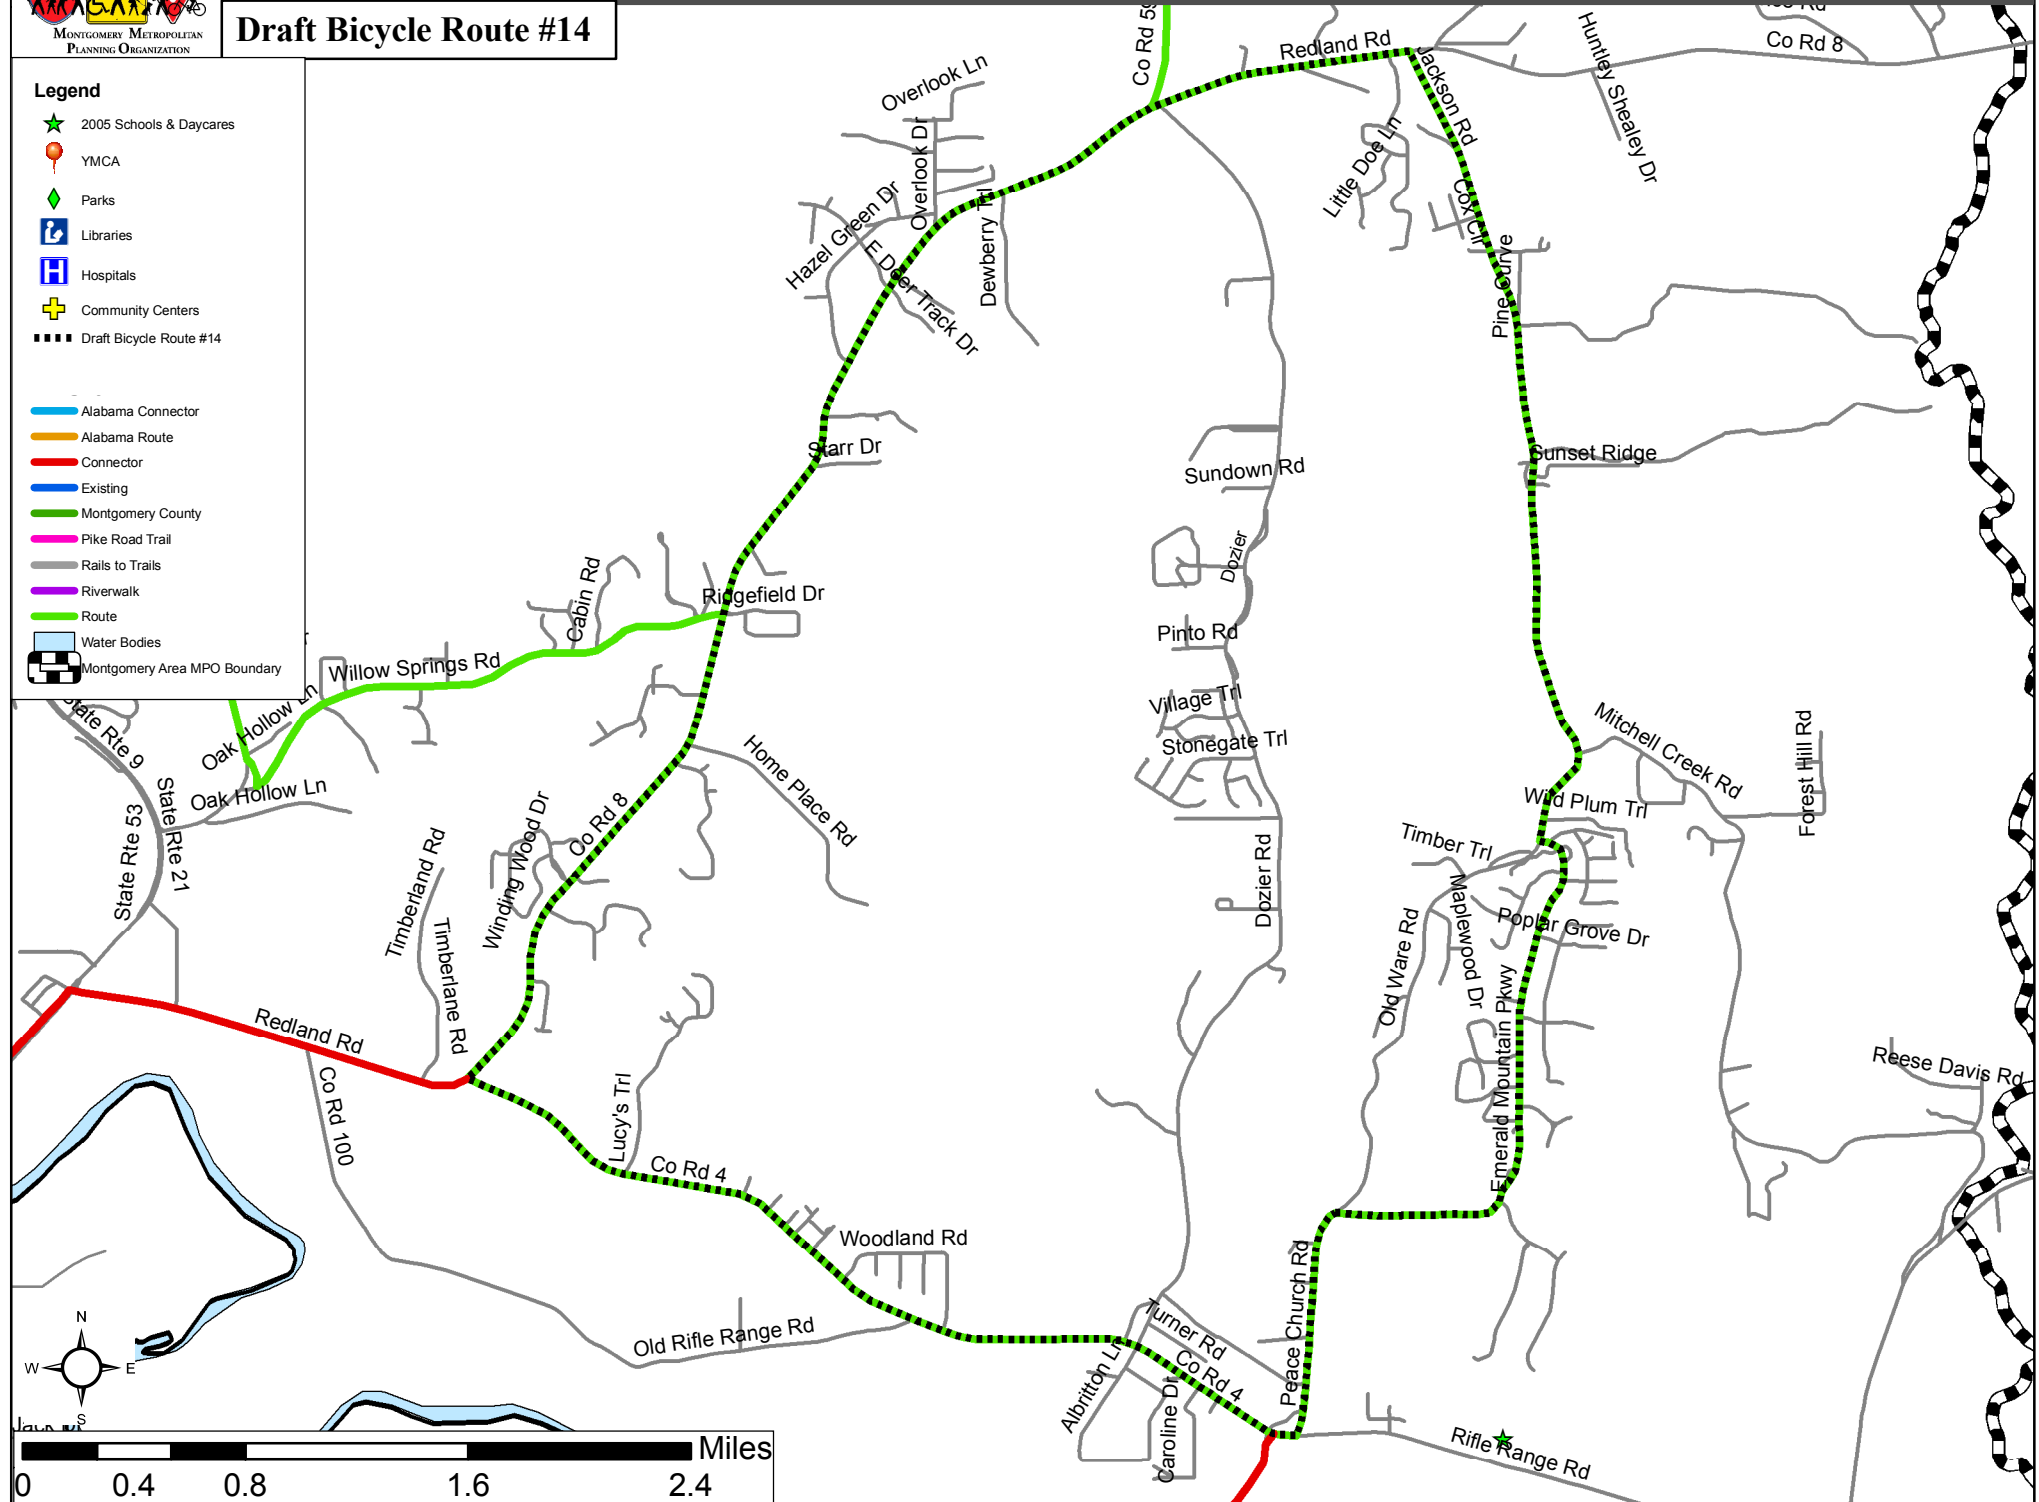 MONTGOMERY METROPOLITAN
PLANNING ORGANIZATION
Draft Bicycle Route #14
Legend
2005 Schools & Daycares
YMCA
Parks
Libraries
H
Hospitals
Community Centers
Draft Bicycle Route #14
Alabama Connector
Alabama Route
Connector
Existing
Montgomery County
Pike Road Trail
Rails to Trails
Riverwalk
Route
Water Bodies
Montgomery Area MPO Boundary
Co Rd 59
Redland Rd
Co Rd 8
Huntley Shealey Dr
Jackson Rd
Overlook Ln
Overlook Dr
Little Doe Ln
Cox Cir
Hazel Green Dr
E Deer Track Dr
Dewberry Trl
Pine Curve
Starr Dr
Sundown Rd
Sunset Ridge
Dozier
Cabin Rd
Ridgefield Dr
Pinto Rd
Willow Springs Rd
Village Trl
Stonegate Trl
Oak Hollow Ln
State Rte 9
Oak Hollow Ln
State Rte 21
State Rte 53
Home Place Rd
Co Rd 8
Winding Wood Dr
Timberland Rd
Timberlane Rd
Mitchell Creek Rd
Forest Hill Rd
Wild Plum Trl
Timber Trl
Dozier Rd
Maplewood Dr
Poplar Grove Dr
Old Ware Rd
Emerald Mountain Pkwy
Redland Rd
Co Rd 100
Lucy's Trl
Co Rd 4
Reese Davis Rd
Woodland Rd
Old Rifle Range Rd
Turner Rd
Co Rd 4
Peace Church Rd
Albritton Ln
Caroline Dr
Rifle Range Rd
N
W
E
S
Miles
0 0.4 0.8 1.6 2.4